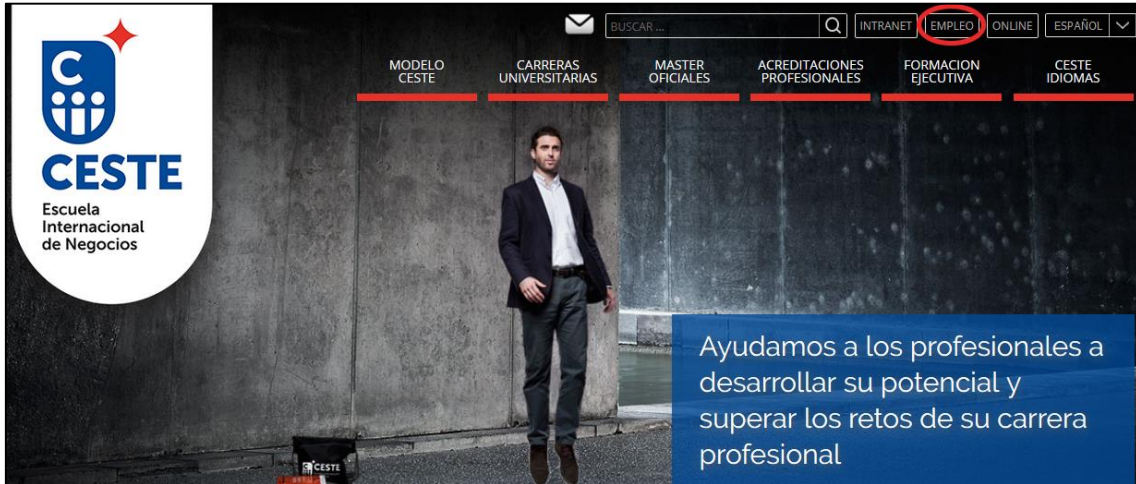 BUSCAR ...
INTRANET
EMPLEO
ONLINE
ESPAÑOL
MODELO
CESTE
CARRERAS
UNIVERSITARIAS
MASTER
OFICIALES
ACREDITACIONES
PROFESIONALES
FORMACION
EJECUTIVA
CESTE
IDIOMAS
CESTE
Escuela
Internacional
de Negocios
Ayudamos a los profesionales a
desarrollar su potencial y
superar los retos de su carrera
profesional
CESTE